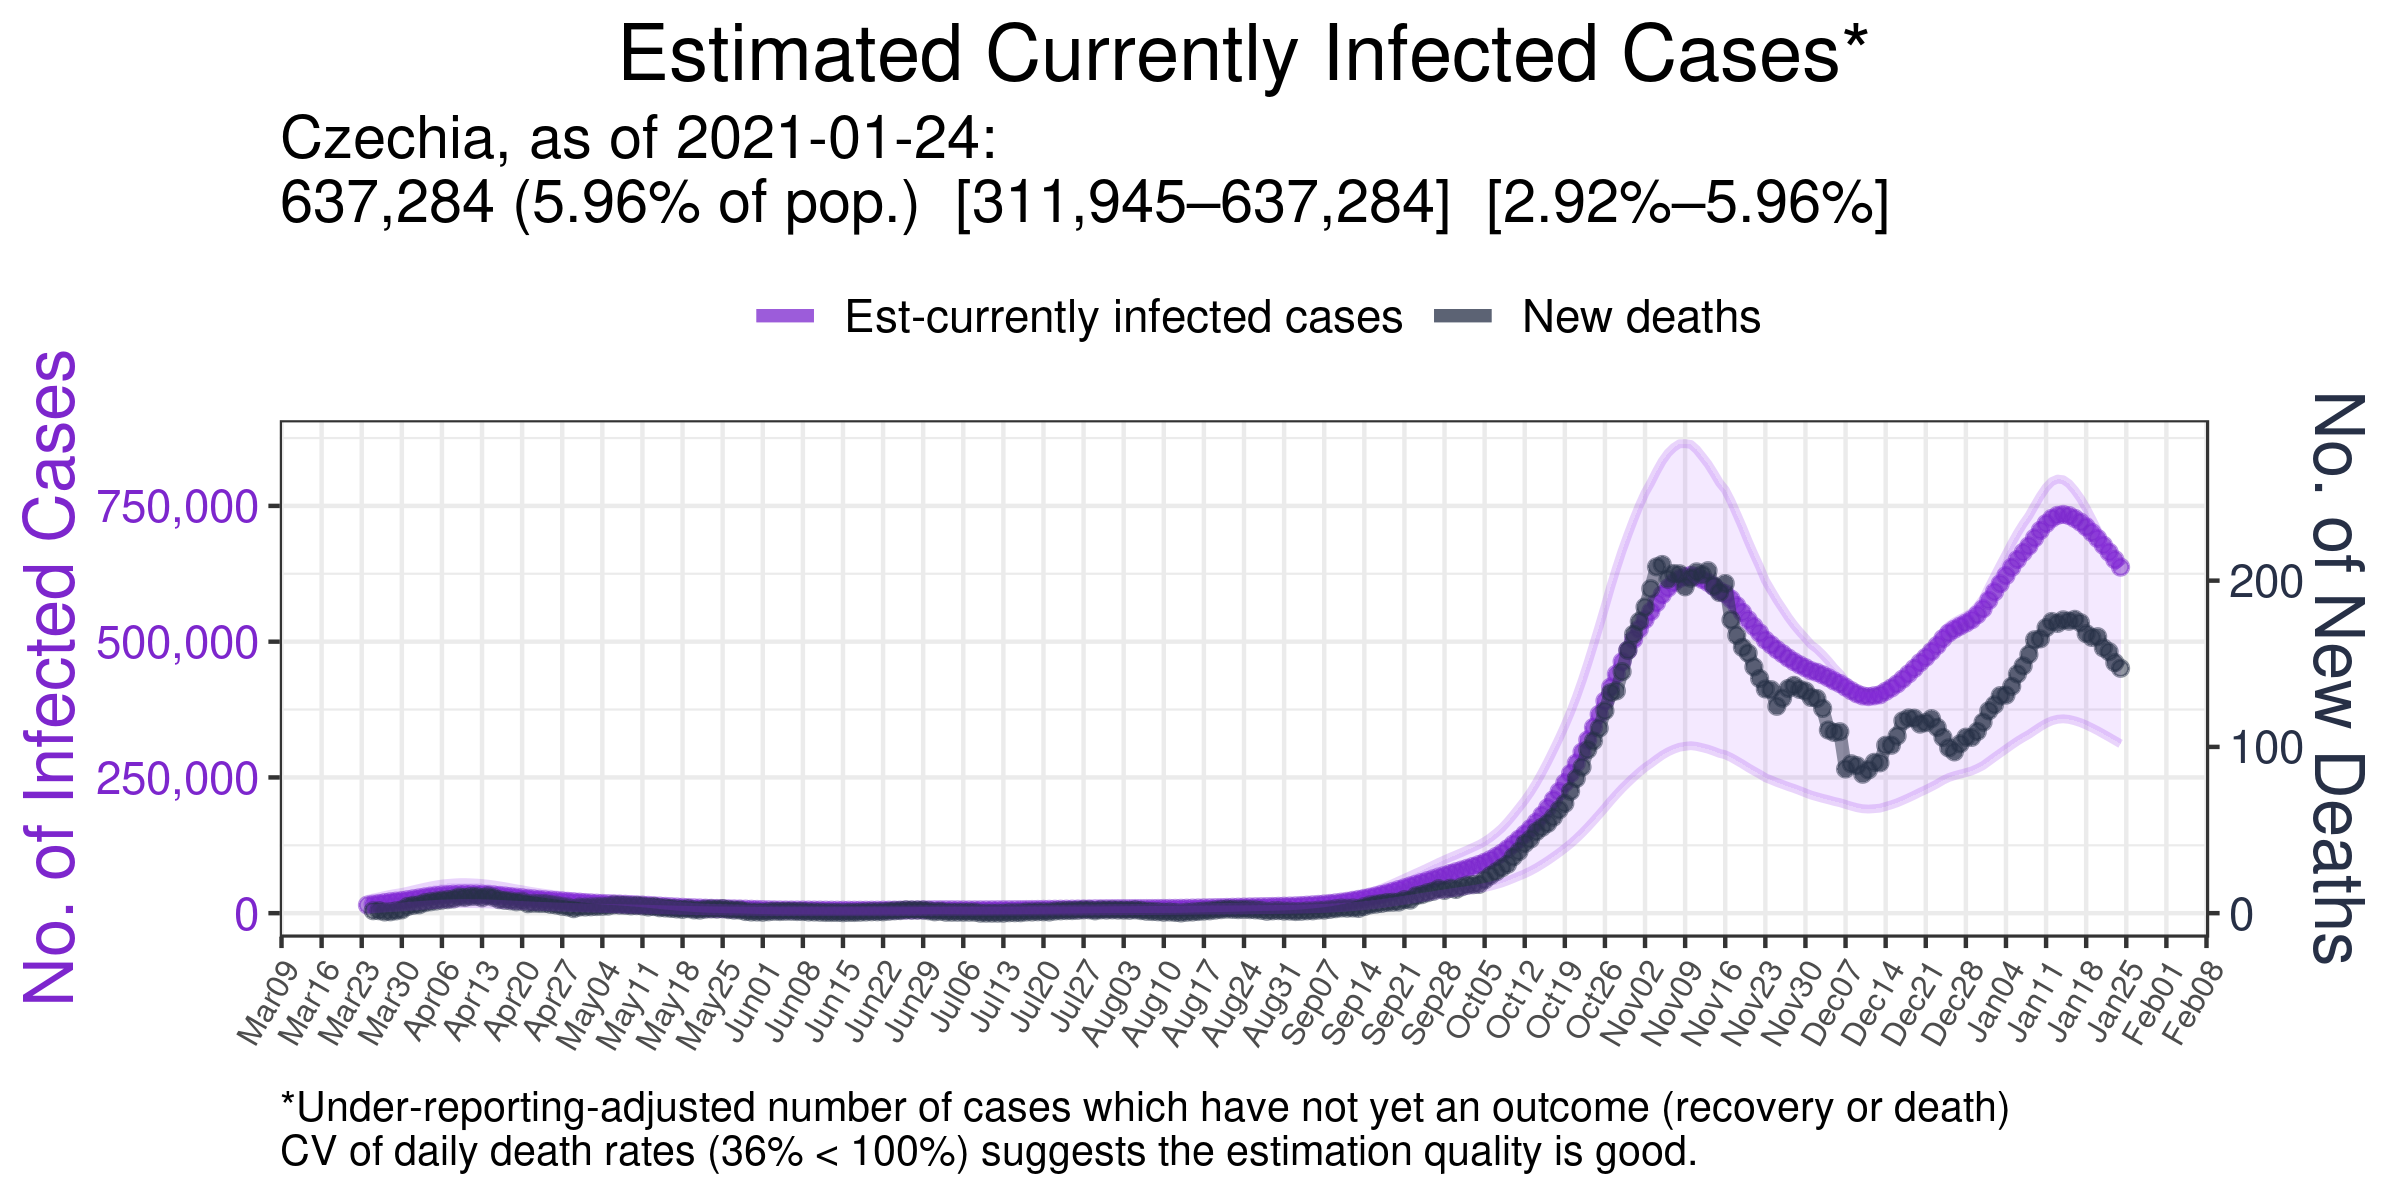 Estimated Currently Infected Cases*
Czechia, as of 2021-01-24:
637,284 (5.96% of pop.)  [311,945–637,284]  [2.92%–5.96%]
Est-currently infected cases
New deaths
No. of Infected Cases
750,000
500,000
250,000
0
No. of New Deaths
200
100
0
Mar09
Mar16
Mar23
Mar30
Apr06
Apr13
Apr20
Apr27
May04
May11
May18
May25
Jun01
Jun08
Jun15
Jun22
Jun29
Jul06
Jul13
Jul20
Jul27
Aug03
Aug10
Aug17
Aug24
Aug31
Sep07
Sep14
Sep21
Sep28
Oct05
Oct12
Oct19
Oct26
Nov02
Nov09
Nov16
Nov23
Nov30
Dec07
Dec14
Dec21
Dec28
Jan04
Jan11
Jan18
Jan25
Feb01
Feb08
*Under-reporting-adjusted number of cases which have not yet an outcome (recovery or death)
CV of daily death rates (36% < 100%) suggests the estimation quality is good.